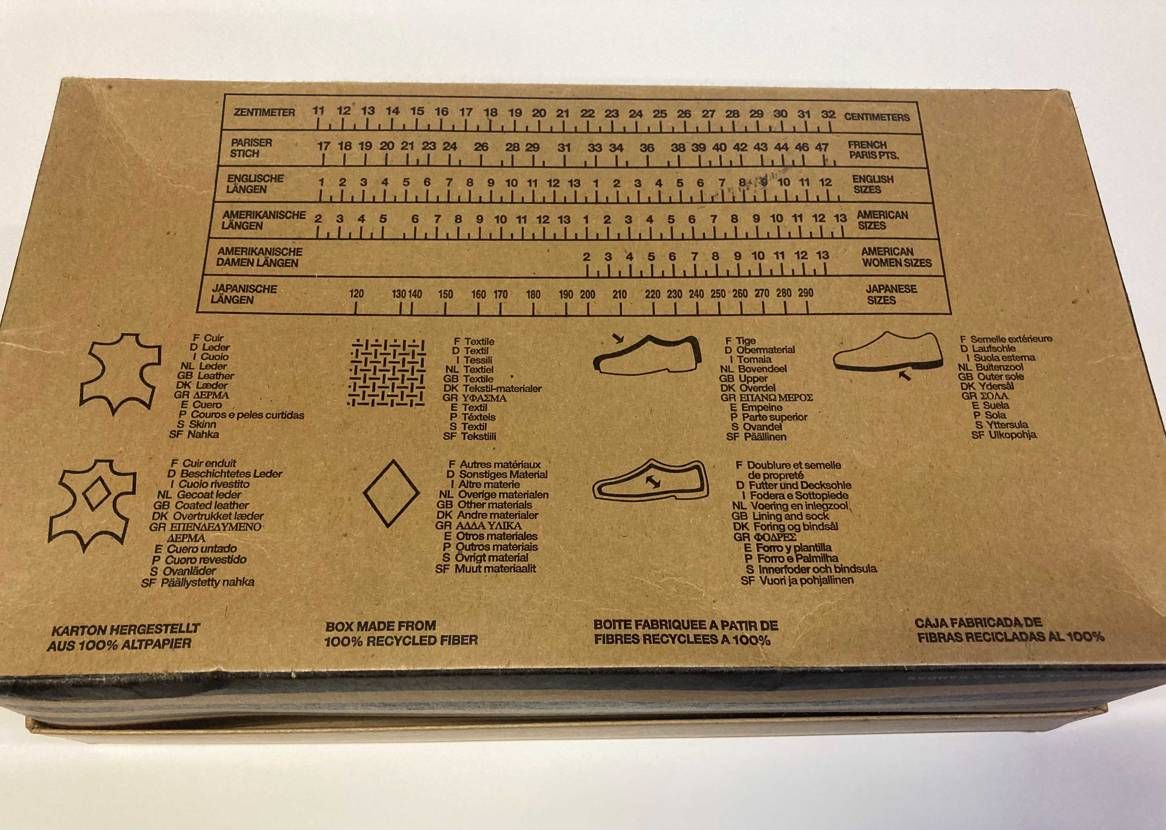 ZENTIMETER 11 12 13 14 15 16 17 18 19 20 21 22 23 24 25 26 27 28 29 30 31 32 CENTIMETERS
PARISER STICH 17 18 19 20 21 23 24 26 28 29 31 33 34 36 38 39 40 42 43 44 46 47 FRENCH PARIS PTS.
ENGLISCHE LÄNGEN 1 2 3 4 5 6 7 8 9 10 11 12 13 1 2 3 4 5 6 7 8 9 10 11 12 ENGLISH SIZES
AMERIKANISCHE LÄNGEN 2 3 4 5 6 7 8 9 10 11 12 13 1 2 3 4 5 6 7 8 9 10 11 12 13 AMERICAN SIZES
AMERIKANISCHE DAMEN LÄNGEN 2 3 4 5 6 7 8 9 10 11 12 13 AMERICAN WOMEN SIZES
JAPANISCHE LÄNGEN 120 130 140 150 160 170 180 190 200 210 220 230 240 250 260 270 280 290 JAPANESE SIZES
F Cuir
D Leder
I Cuoio
NL Leder
GB Leather
DK Læder
GR ΔΕΡΜΑ
E Cuero
P Couros e peles curtidas
S Skinn
SF Nahka
F Textile
D Textil
I Tessili
NL Textiel
GB Textile
DK Tekstil-materialer
GR ΥΦΑΣΜΑ
E Textil
P Téxteis
S Textil
SF Tekstiili
F Tige
D Obermaterial
I Tomaia
NL Bovendeel
GB Upper
DK Overdel
GR ΕΠΑΝΩ ΜΕΡΟΣ
E Empeine
P Parte superior
S Ovandel
SF Päällinen
F Semelle extérieure
D Laufsohle
I Suola esterna
NL Buitenzool
GB Outer sole
DK Ydersål
GR ΣΟΛΑ
E Suela
P Sola
S Yttersula
SF Ulkopohja
F Cuir enduit
D Beschichtetes Leder
I Cuoio rivestito
NL Gecoat leder
GB Coated leather
DK Overtrukket læder
GR ΕΠΕΝΔΕΔΥΜΕΝΟ
ΔΕΡΜΑ
E Cuero untado
P Cuoro revestido
S Ovanläder
SF Päällystetty nahka
F Autres matériaux
D Sonstiges Material
I Altre materie
NL Overige materialen
GB Other materials
DK Andre materialer
GR ΑΛΛΑ ΥΛΙΚΑ
E Otros materiales
P Outros materiais
S Övrigt material
SF Muut materiaalit
F Doublure et semelle
de propreté
D Futter und Decksohle
I Fodera e Sottopiede
NL Voering en inlegzool
GB Lining and sock
DK Foring og bindsål
GR ΦΟΔΡΕΣ
E Forro y plantilla
P Forro e Palmilha
S Innerfoder och bindsula
SF Vuori ja pohjallinen
KARTON HERGESTELLT
AUS 100% ALTPAPIER
BOX MADE FROM
100% RECYCLED FIBER
BOITE FABRIQUEE A PATIR DE
FIBRES RECYCLEES A 100%
CAJA FABRICADA DE
FIBRAS RECICLADAS AL 100%